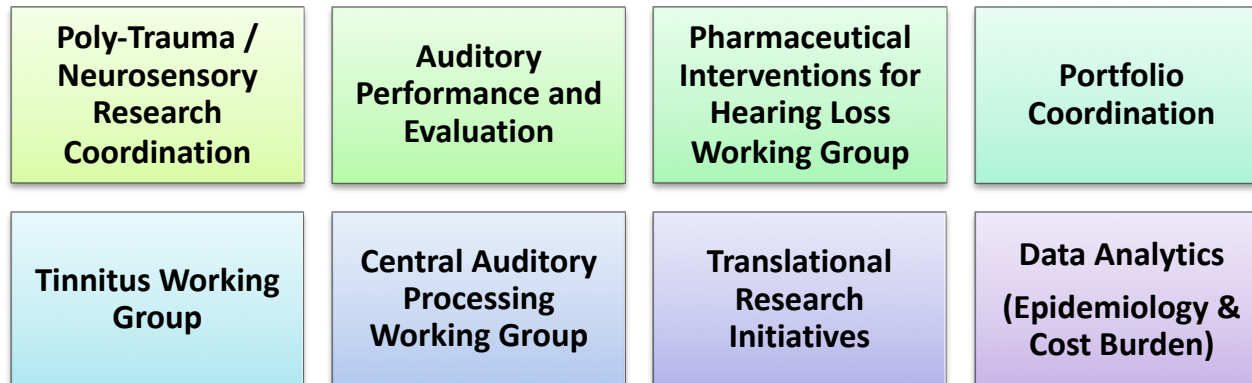 Poly-Trauma /
Neurosensory
Research
Coordination
Auditory
Performance and
Evaluation
Pharmaceutical
Interventions for
Hearing Loss
Working Group
Portfolio
Coordination
Tinnitus Working
Group
Central Auditory
Processing
Working Group
Translational
Research
Initiatives
Data Analytics
(Epidemiology &
Cost Burden)